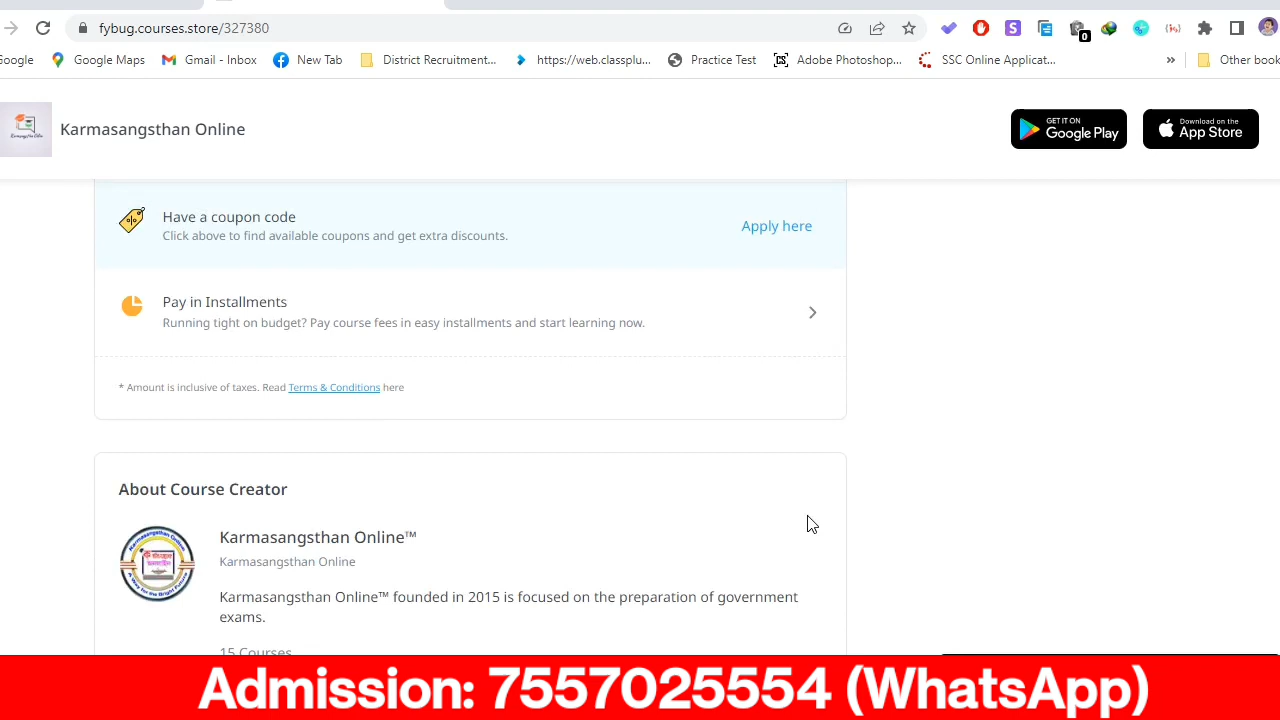 fybug.courses.store/327380
0
Google Maps
Gmail - Inbox
New Tab
District Recruitment...
https://web.classplu...
Practice Test
Adobe Photoshop...
SSC Online Applicat...
»
Other book
Karmasangsthan Online
GET IT ON
Google Play
Download on the
App Store
Have a coupon code
Click above to find available coupons and get extra discounts.
Apply here
Pay in Installments
Running tight on budget? Pay course fees in easy installments and start learning now.
* Amount is inclusive of taxes. Read Terms & Conditions here
About Course Creator
Karmasangsthan Online™
Karmasangsthan Online
Karmasangsthan Online™ founded in 2015 is focused on the preparation of government
exams.
15 Courses
Admission: 7557025554 (WhatsApp)